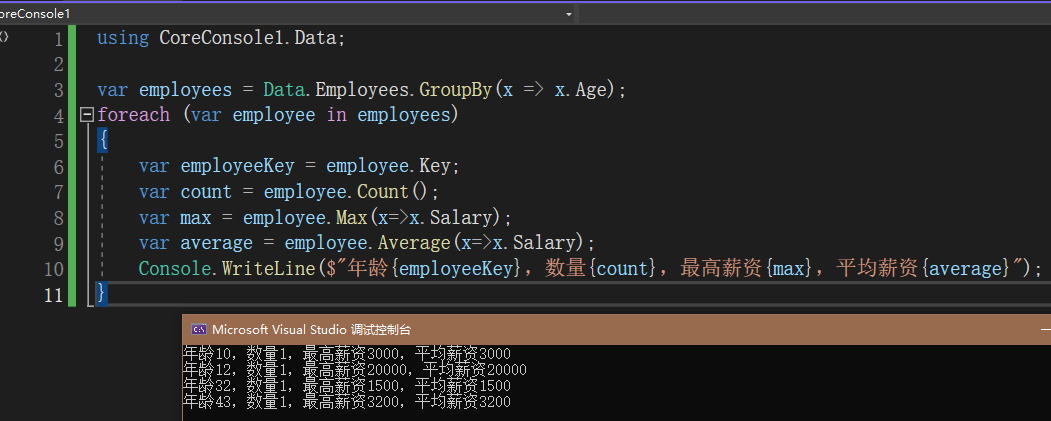 oreConsole1
1 using CoreConsole1.Data;
2
3 var employees = Data.Employees.GroupBy(x => x.Age);
4 foreach (var employee in employees)
5 {
6 var employeeKey = employee.Key;
7 var count = employee.Count();
8 var max = employee.Max(x=>x.Salary);
9 var average = employee.Average(x=>x.Salary);
10 Console.WriteLine($"年龄{employeeKey}，数量{count}，最高薪资{max}，平均薪资{average}");
11 }
Microsoft Visual Studio 调试控制台
年龄10，数量1，最高薪资3000，平均薪资3000
年龄12，数量1，最高薪资20000，平均薪资20000
年龄32，数量1，最高薪资1500，平均薪资1500
年龄43，数量1，最高薪资3200，平均薪资3200